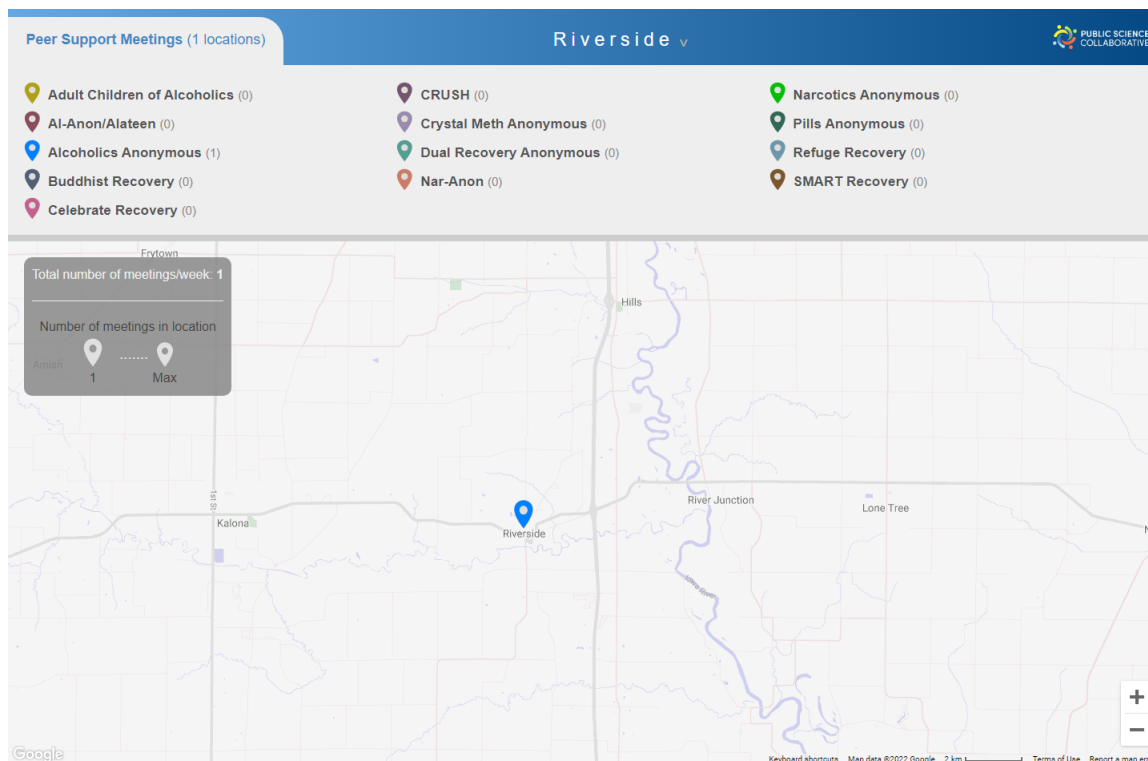 Peer Support Meetings (1 locations)
Riverside v
PUBLIC SCIENCE
COLLABORATIVE
Adult Children of Alcoholics (0)
Al-Anon/Alateen (0)
Alcoholics Anonymous (1)
Buddhist Recovery (0)
Celebrate Recovery (0)
CRUSH (0)
Crystal Meth Anonymous (0)
Dual Recovery Anonymous (0)
Nar-Anon (0)
Narcotics Anonymous (0)
Pills Anonymous (0)
Refuge Recovery (0)
SMART Recovery (0)
Frytown
Total number of meetings/week: 1
Number of meetings in location
.......
1
Max
Amish
Hills
1st St
Kalona
Riverside
River Junction
Lone Tree
N
Iowa River
+
−
Google
Keyboard shortcuts
Map data ©2022 Google
2 km
Terms of Use
Report a map er